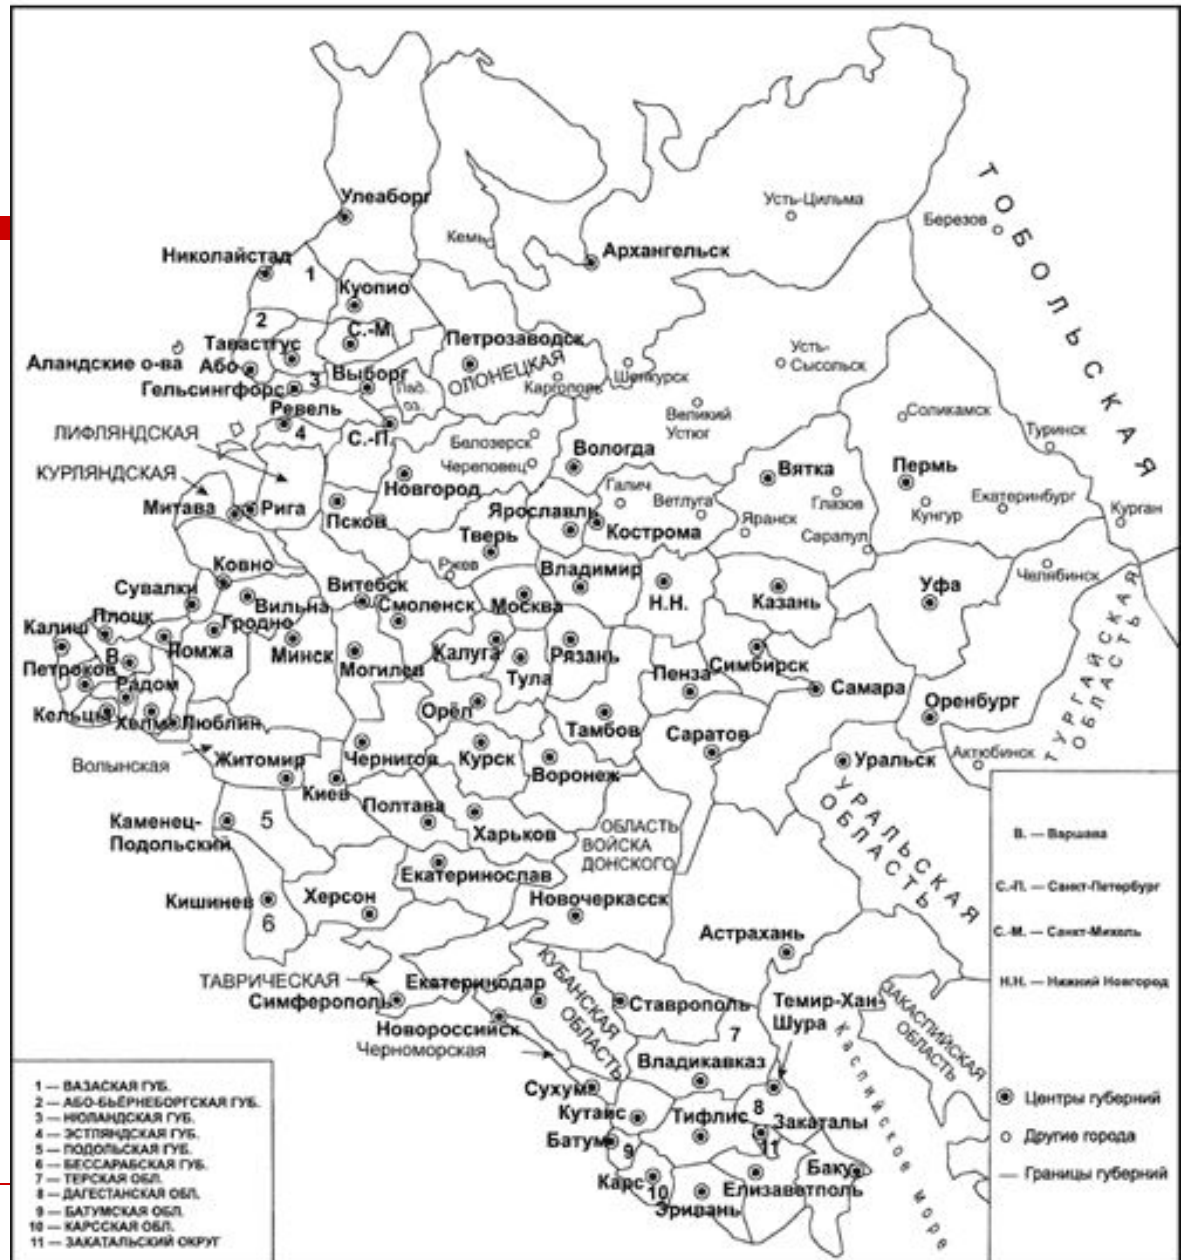 ТОБОЛЬСКАЯ
Улеаборг
Усть-Цильма
Березов
Кемь
Архангельск
Николайстад
1
Куопио
2
С.-М.
Петрозаводск
Тавастгус
Аландские о-ва
Або
ОЛОНЕЦКАЯ
Усть-
Сысольск
Шенкурск
Каргополь
Гельсингфорс
3
Выборг
Лад.
оз.
Ревель
4
С.-П.
Великий
Устюг
Соликамск
Туринск
ЛИФЛЯНДСКАЯ
Белозерск
Вологда
КУРЛЯНДСКАЯ
Череповец
Вятка
Пермь
Новгород
Галич
Ветлуга
Глазов
Екатеринбург
Митава
Рига
Псков
Ярославль
Кострома
Яранск
Кунгур
Курган
Тверь
Сарапул
Ковно
Ржев
Владимир
Челябинск
Сувалки
Витебск
Москва
Н.Н.
Казань
Уфа
Вильна
Смоленск
Плоцк
Гродно
Калиш
В
Ломжа
Минск
Могилев
Калуга
Рязань
Симбирск
ТУРГАЙСКАЯ
ОБЛАСТЬ
Петроков
Тула
Пенза
Радом
Самара
Кельцы
Хелм
Люблин
Орёл
Тамбов
Оренбург
Волынская
Житомир
Чернигов
Курск
Воронеж
Саратов
Уральск
Актюбинск
Киев
Полтава
УРАЛЬСКАЯ
ОБЛАСТЬ
Каменец-
Подольский
5
Харьков
ОБЛАСТЬ
ВОЙСКА
ДОНСКОГО
Екатеринослав
Кишинев
6
Херсон
Новочеркасск
Астрахань
ТАВРИЧЕСКАЯ
Симферополь
Екатеринодар
КУБАНСКАЯ
ОБЛАСТЬ
Ставрополь
Темир-Хан-
Шура
ЗАКАСПИЙСКАЯ
ОБЛАСТЬ
Новороссийск
Черноморская
7
Владикавказ
Каспийское море
Сухум
Кутаис
Тифлис
8
Закаталы
Батум
9
11
Карс
10
Эривань
Елизаветполь
Баку
В. — Варшава
С.-П. — Санкт-Петербург
С.-М. — Санкт-Михель
Н.Н. — Нижний Новгород
Центры губерний
Другие города
Границы губерний
1 — ВАЗАСКАЯ ГУБ.
2 — АБО-БЬЁРНЕБОРГСКАЯ ГУБ.
3 — НЮЛАНДСКАЯ ГУБ.
4 — ЭСТЛЯНДСКАЯ ГУБ.
5 — ПОДОЛЬСКАЯ ГУБ.
6 — БЕССАРАБСКАЯ ГУБ.
7 — ТЕРСКАЯ ОБЛ.
8 — ДАГЕСТАНСКАЯ ОБЛ.
9 — БАТУМСКАЯ ОБЛ.
10 — КАРССКАЯ ОБЛ.
11 — ЗАКАТАЛЬСКИЙ ОКРУГ